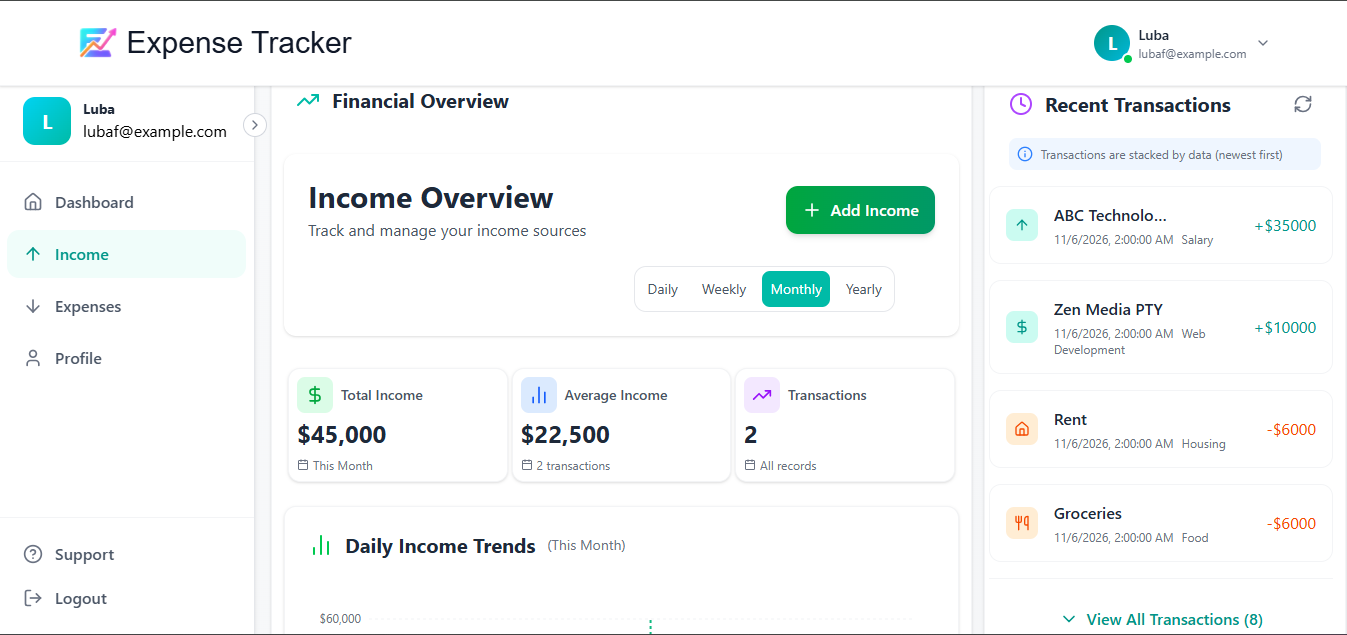 Expense Tracker
L
Luba
lubaf@example.com
L
Luba
lubaf@example.com
Dashboard
Income
Expenses
Profile
Support
Logout
Financial Overview
Income Overview
Track and manage your income sources
+ Add Income
Daily Weekly Monthly Yearly
$ Total Income
$45,000
This Month
Average Income
$22,500
2 transactions
Transactions
2
All records
Daily Income Trends (This Month)
$60,000
Recent Transactions
Transactions are stacked by data (newest first)
ABC Technolo...
11/6/2026, 2:00:00 AM Salary
+$35000
$
Zen Media PTY
11/6/2026, 2:00:00 AM Web
Development
+$10000
Rent
11/6/2026, 2:00:00 AM Housing
-$6000
Groceries
11/6/2026, 2:00:00 AM Food
-$6000
View All Transactions (8)